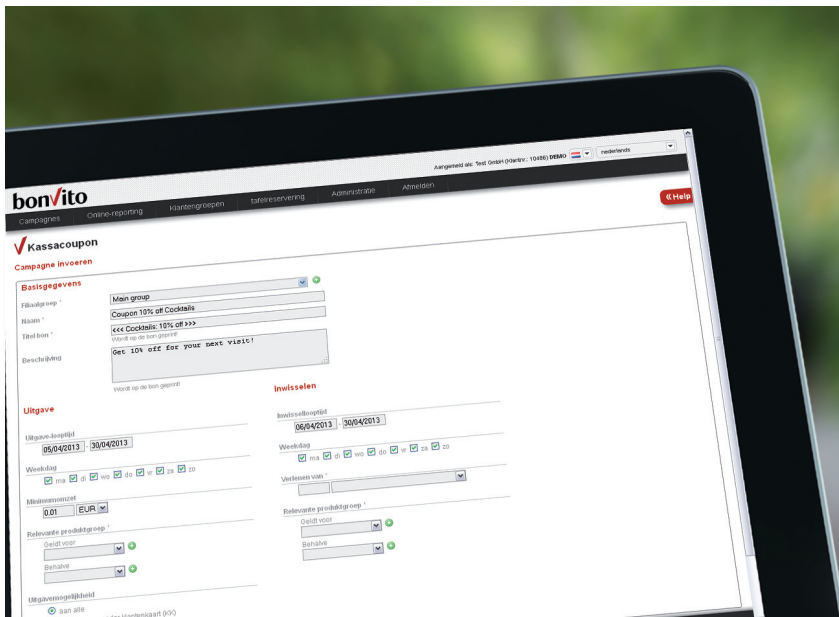 Aangemeld als: Test GmbH (Klantnr.: 10486) DEMO nederlands
bonVito
Campagnes Online-reporting Klantengroepen tafelreservering Administratie Afmelden
« Help
Kassacoupon
Campagne invoeren
Basisgegevens
Filiaalgroep * Main group
Naam * Coupon 10% off Cocktails
Titel bon * <<< Cocktails: 10% off >>>
Wordt op de bon geprint!
Beschrijving Get 10% off for your next visit!
Wordt op de bon geprint!
Uitgave
Uitgave-looptijd
05/04/2013 - 30/04/2013
Weekdag
ma di wo do vr za zo
Minimumomzet
0.01 EUR
Relevante produktgroep *
Geldt voor
Behalve
Uitgavemogelijkheid
aan alle
klantenkaart (KK)
Inwisselen
Inwissellooptijd
06/04/2013 - 30/04/2013
Weekdag
ma di wo do vr za zo
Verlenen van *
Relevante produktgroep *
Geldt voor
Behalve